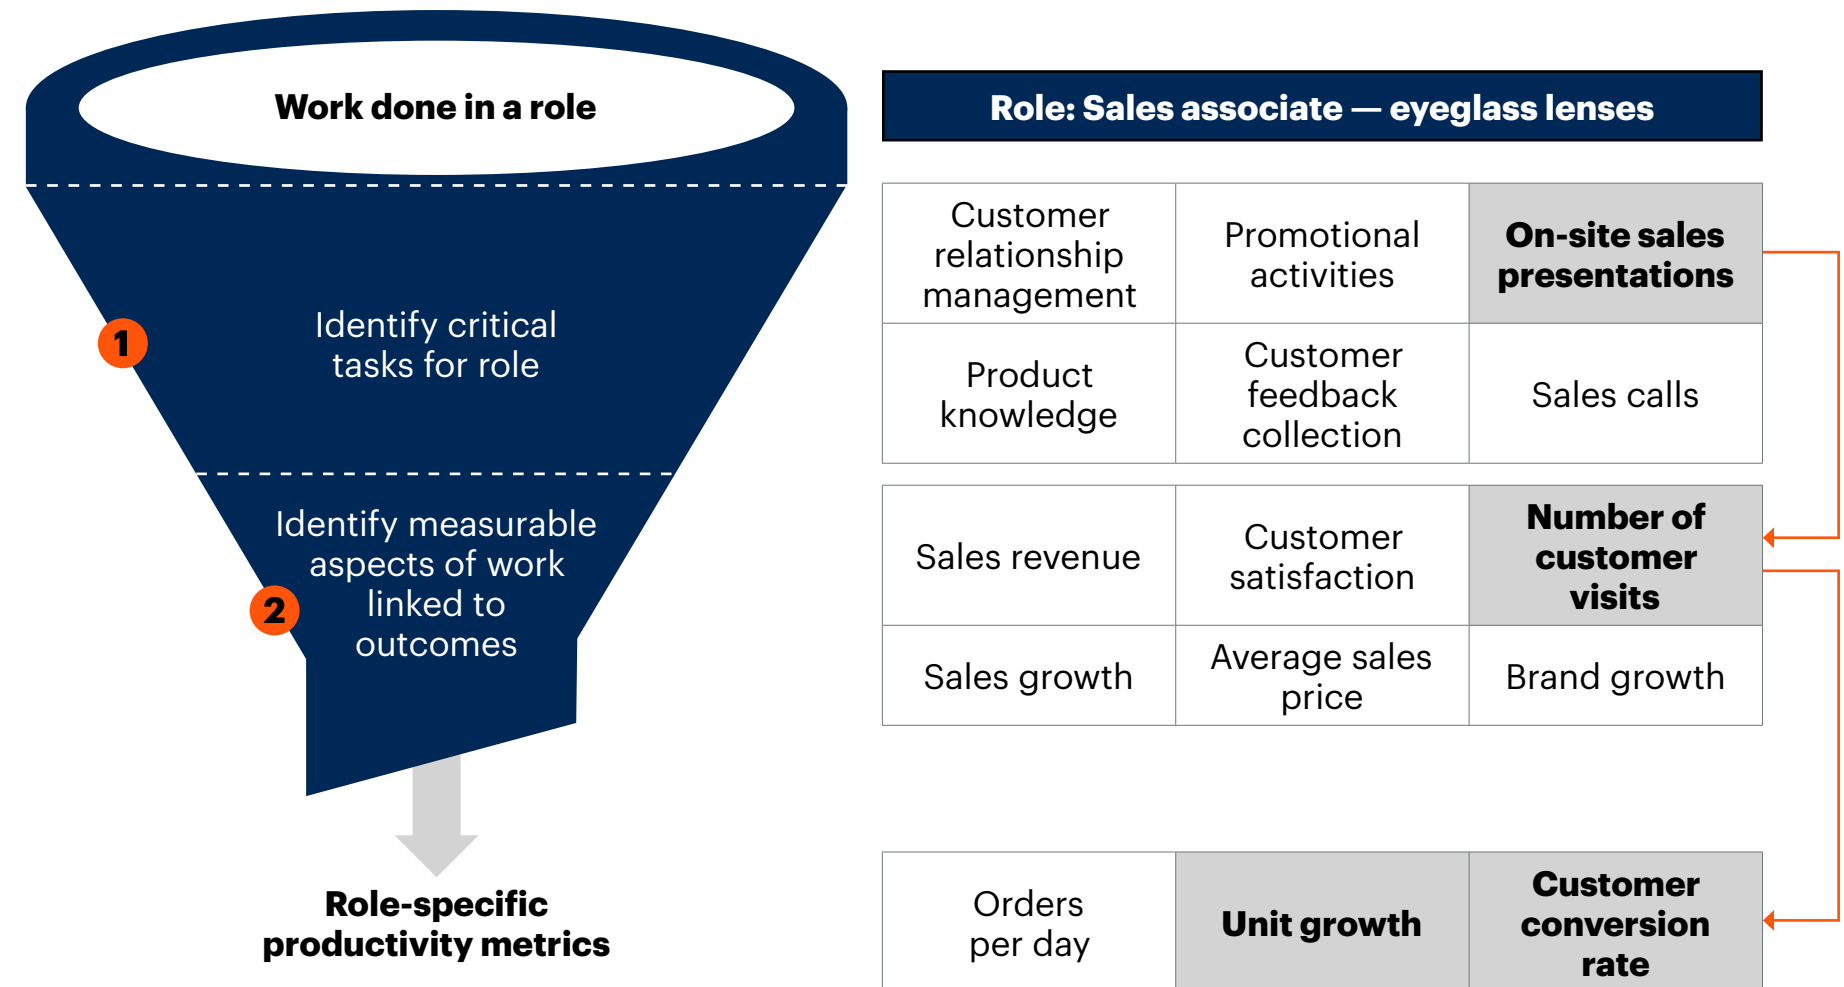 Work done in a role
1
Identify critical
tasks for role
2
Identify measurable
aspects of work
linked to
outcomes
Role-specific
productivity metrics
Role: Sales associate — eyeglass lenses
Customer
relationship
management
Promotional
activities
On-site sales
presentations
Product
knowledge
Customer
feedback
collection
Sales calls
Sales revenue
Customer
satisfaction
Number of
customer
visits
Sales growth
Average sales
price
Brand growth
Orders
per day
Unit growth
Customer
conversion
rate